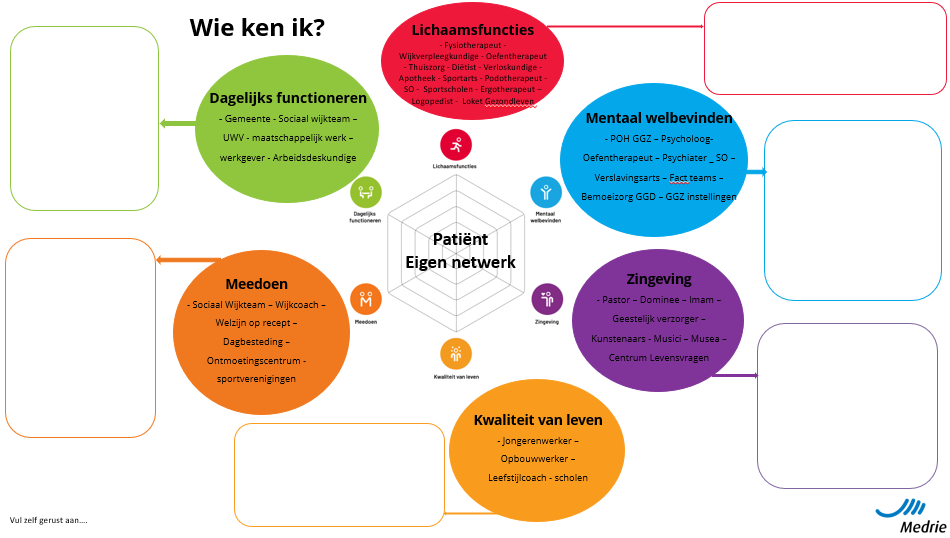 Wie ken ik?
Lichaamsfuncties
- Fysiotherapeut -
Wijkverpleegkundige - Oefentherapeut
- Thuiszorg - Diëtist - Verloskundige -
Apotheek - Sportarts - Podotherapeut -
SO - Sportscholen - Ergotherapeut –
Logopedist - Loket Gezondleven
Dagelijks functioneren
- Gemeente - Sociaal wijkteam –
UWV - maatschappelijk werk –
werkgever - Arbeidsdeskundige
Mentaal welbevinden
- POH GGZ – Psycholoog-
Oefentherapeut – Psychiater _ SO –
Verslavingsarts – Fact teams –
Bemoeizorg GGD – GGZ instellingen
Lichaamsfuncties
Dagelijks
functioneren
Mentaal
welbevinden
Patiënt
Eigen netwerk
Meedoen
Zingeving
Kwaliteit van leven
Meedoen
- Sociaal Wijkteam – Wijkcoach –
Welzijn op recept –
Dagbesteding –
Ontmoetingscentrum -
sportverenigingen
Zingeving
- Pastor – Dominee – Imam –
Geestelijk verzorger –
Kunstenaars - Musici – Musea –
Centrum Levensvragen
Kwaliteit van leven
- Jongerenwerker –
Opbouwwerker –
Leefstijlcoach - scholen
Vul zelf gerust aan....
Medrie